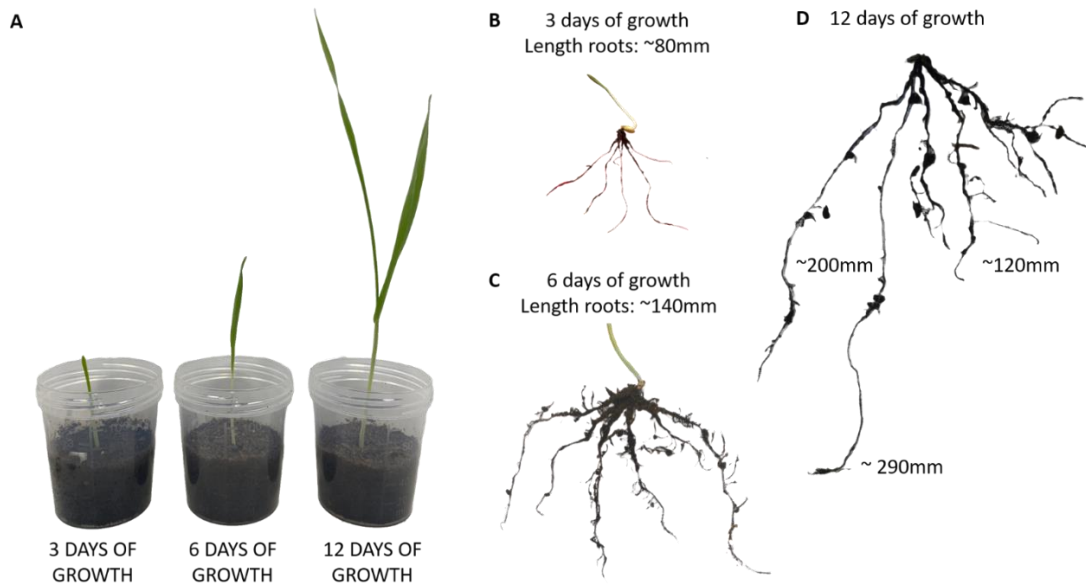 A
3 DAYS OF
GROWTH
6 DAYS OF
GROWTH
12 DAYS OF
GROWTH
B
3 days of growth
Length roots: ~80mm
C
6 days of growth
Length roots: ~140mm
D
12 days of growth
~200mm
~120mm
~ 290mm